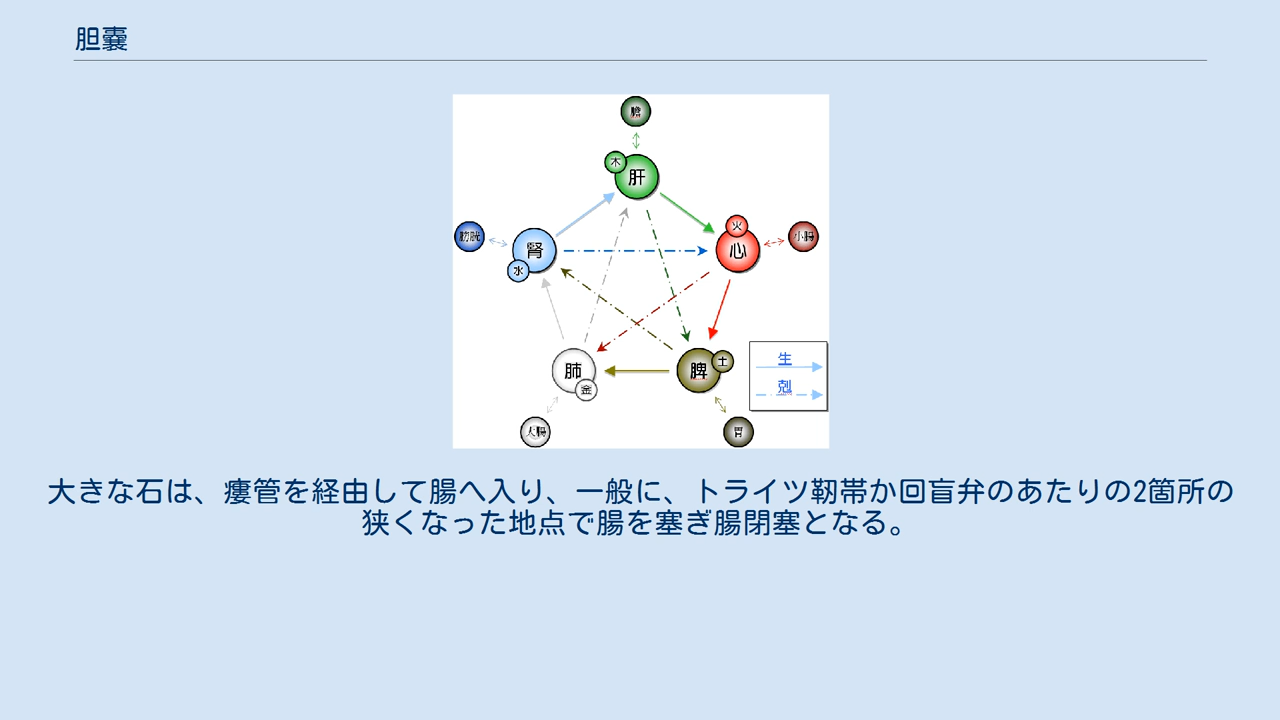 胆嚢
膽
木
肝
火
心
小腸
膀胱
腎
水
肺
金
脾
土
大腸
胃
生
剋
大きな石は、瘻管を経由して腸へ入り、一般に、トライツ靭帯か回盲弁のあたりの2箇所の
狭くなった地点で腸を塞ぎ腸閉塞となる。